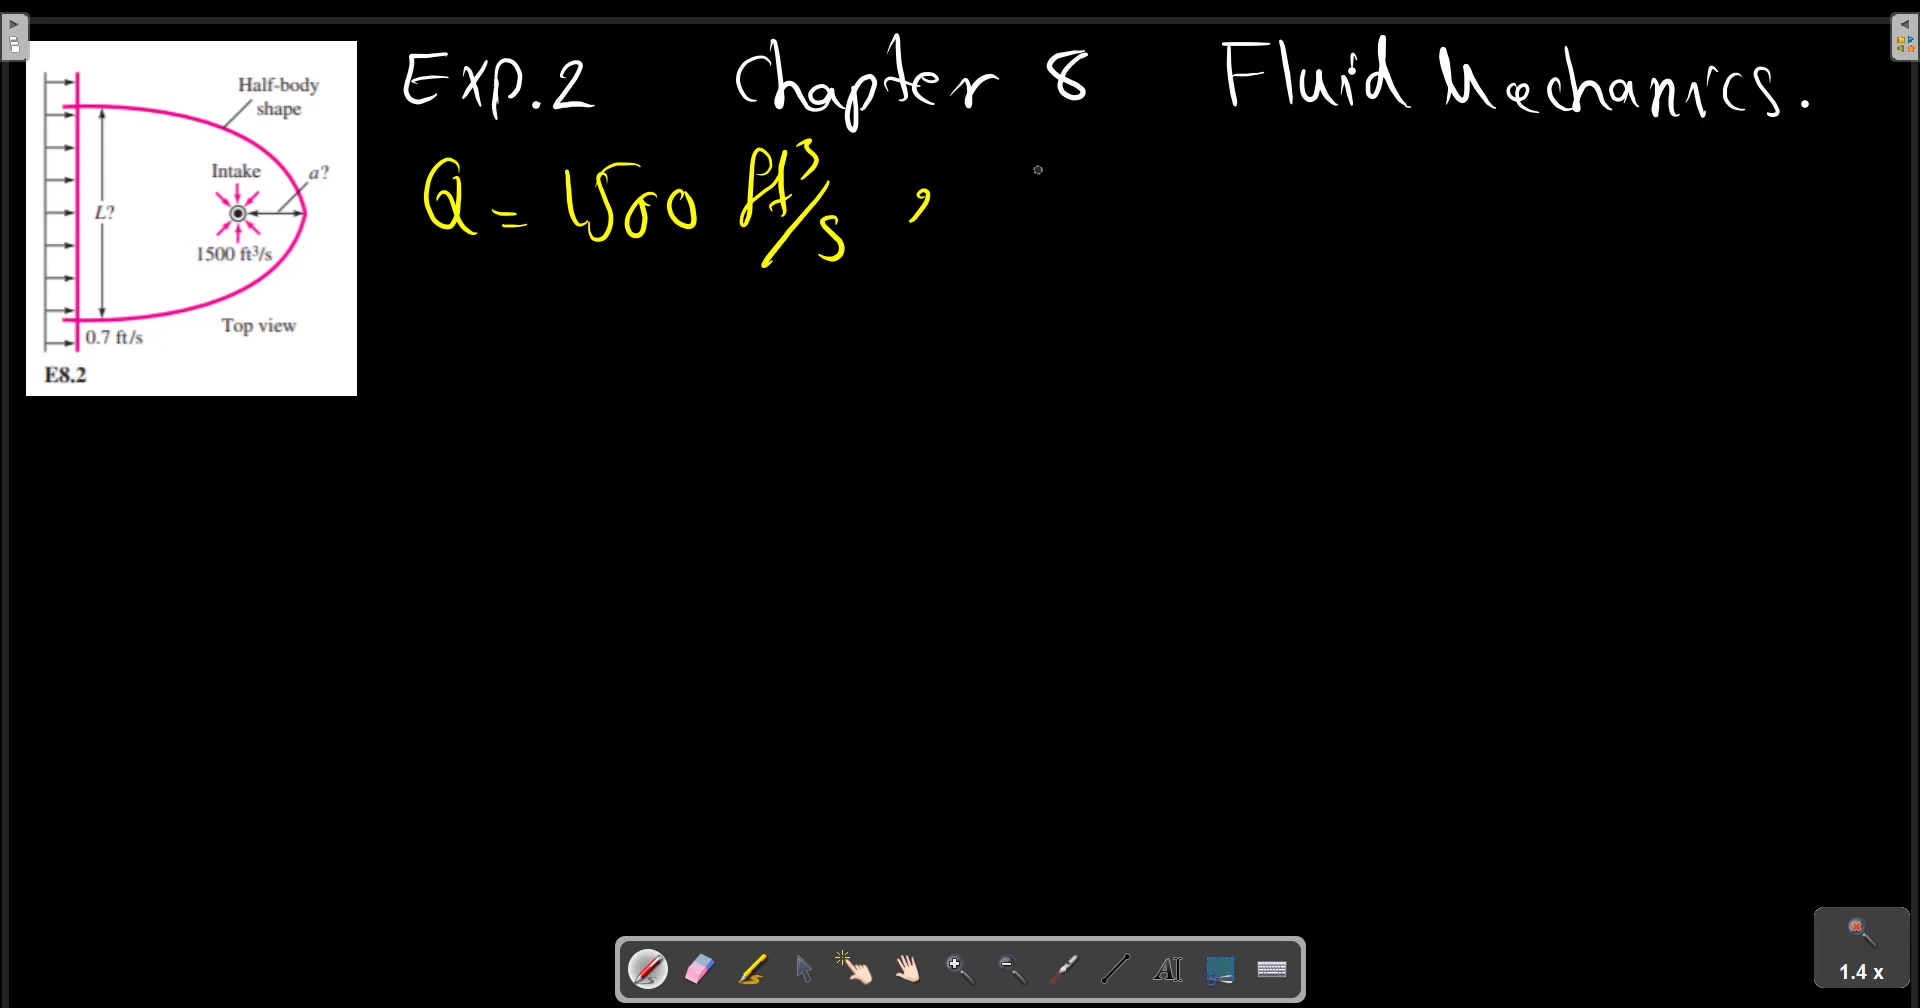 Exp.2 Chapter 8 Fluid Mechanics.
Q = 1500 ft³/s ,
Half-body
shape
Intake
a?
L?
1500 ft³/s
Top view
0.7 ft/s
E8.2
AI
1.4 x